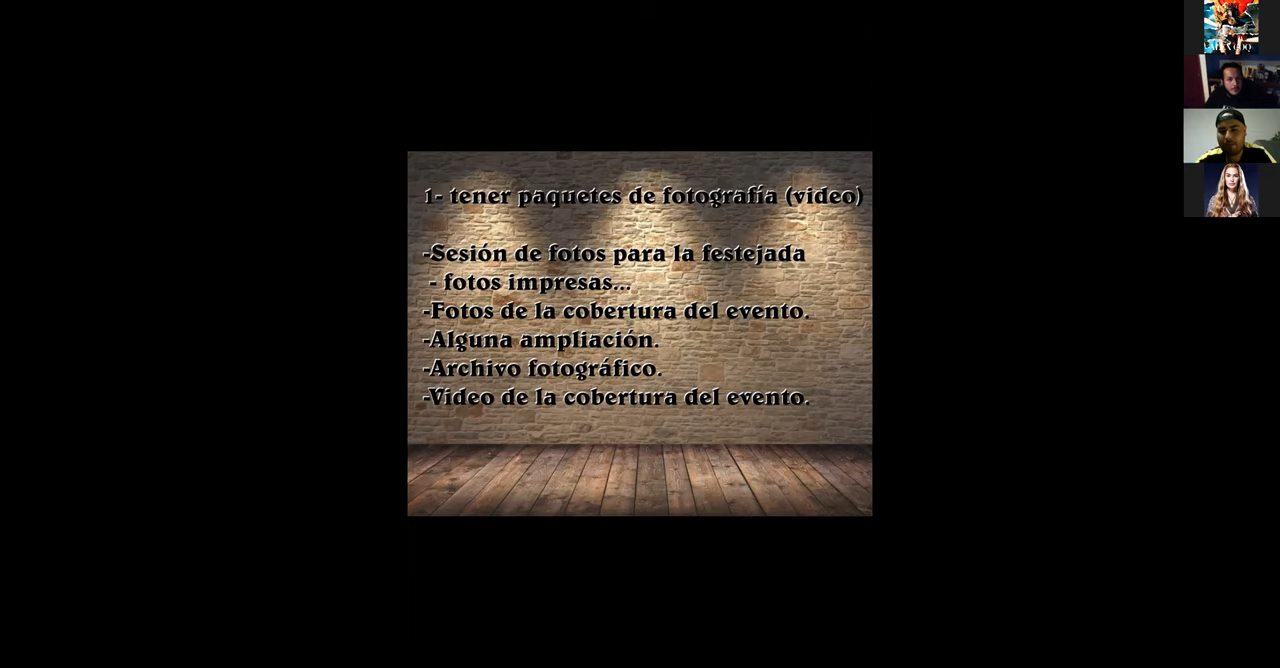 1- tener paquetes de fotografía (video)
-Sesión de fotos para la festejada
- fotos impresas...
-Fotos de la cobertura del evento.
-Alguna ampliación.
-Archivo fotográfico.
-Video de la cobertura del evento.